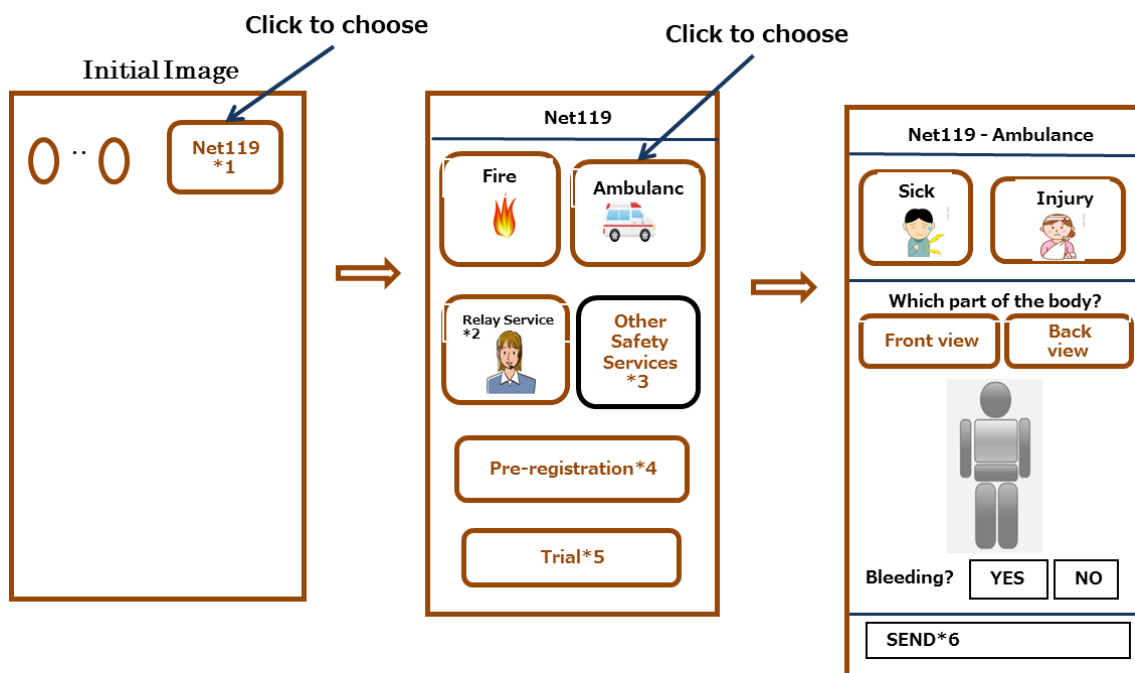 Click to choose
Click to choose
Initial Image
Net119
*1
Net119
Fire
Ambulanc
Relay Service
*2
Other
Safety
Services
*3
Pre-registration*4
Trial*5
Net119 - Ambulance
Sick
Injury
Which part of the body?
Front view
Back
view
Bleeding?
YES
NO
SEND*6